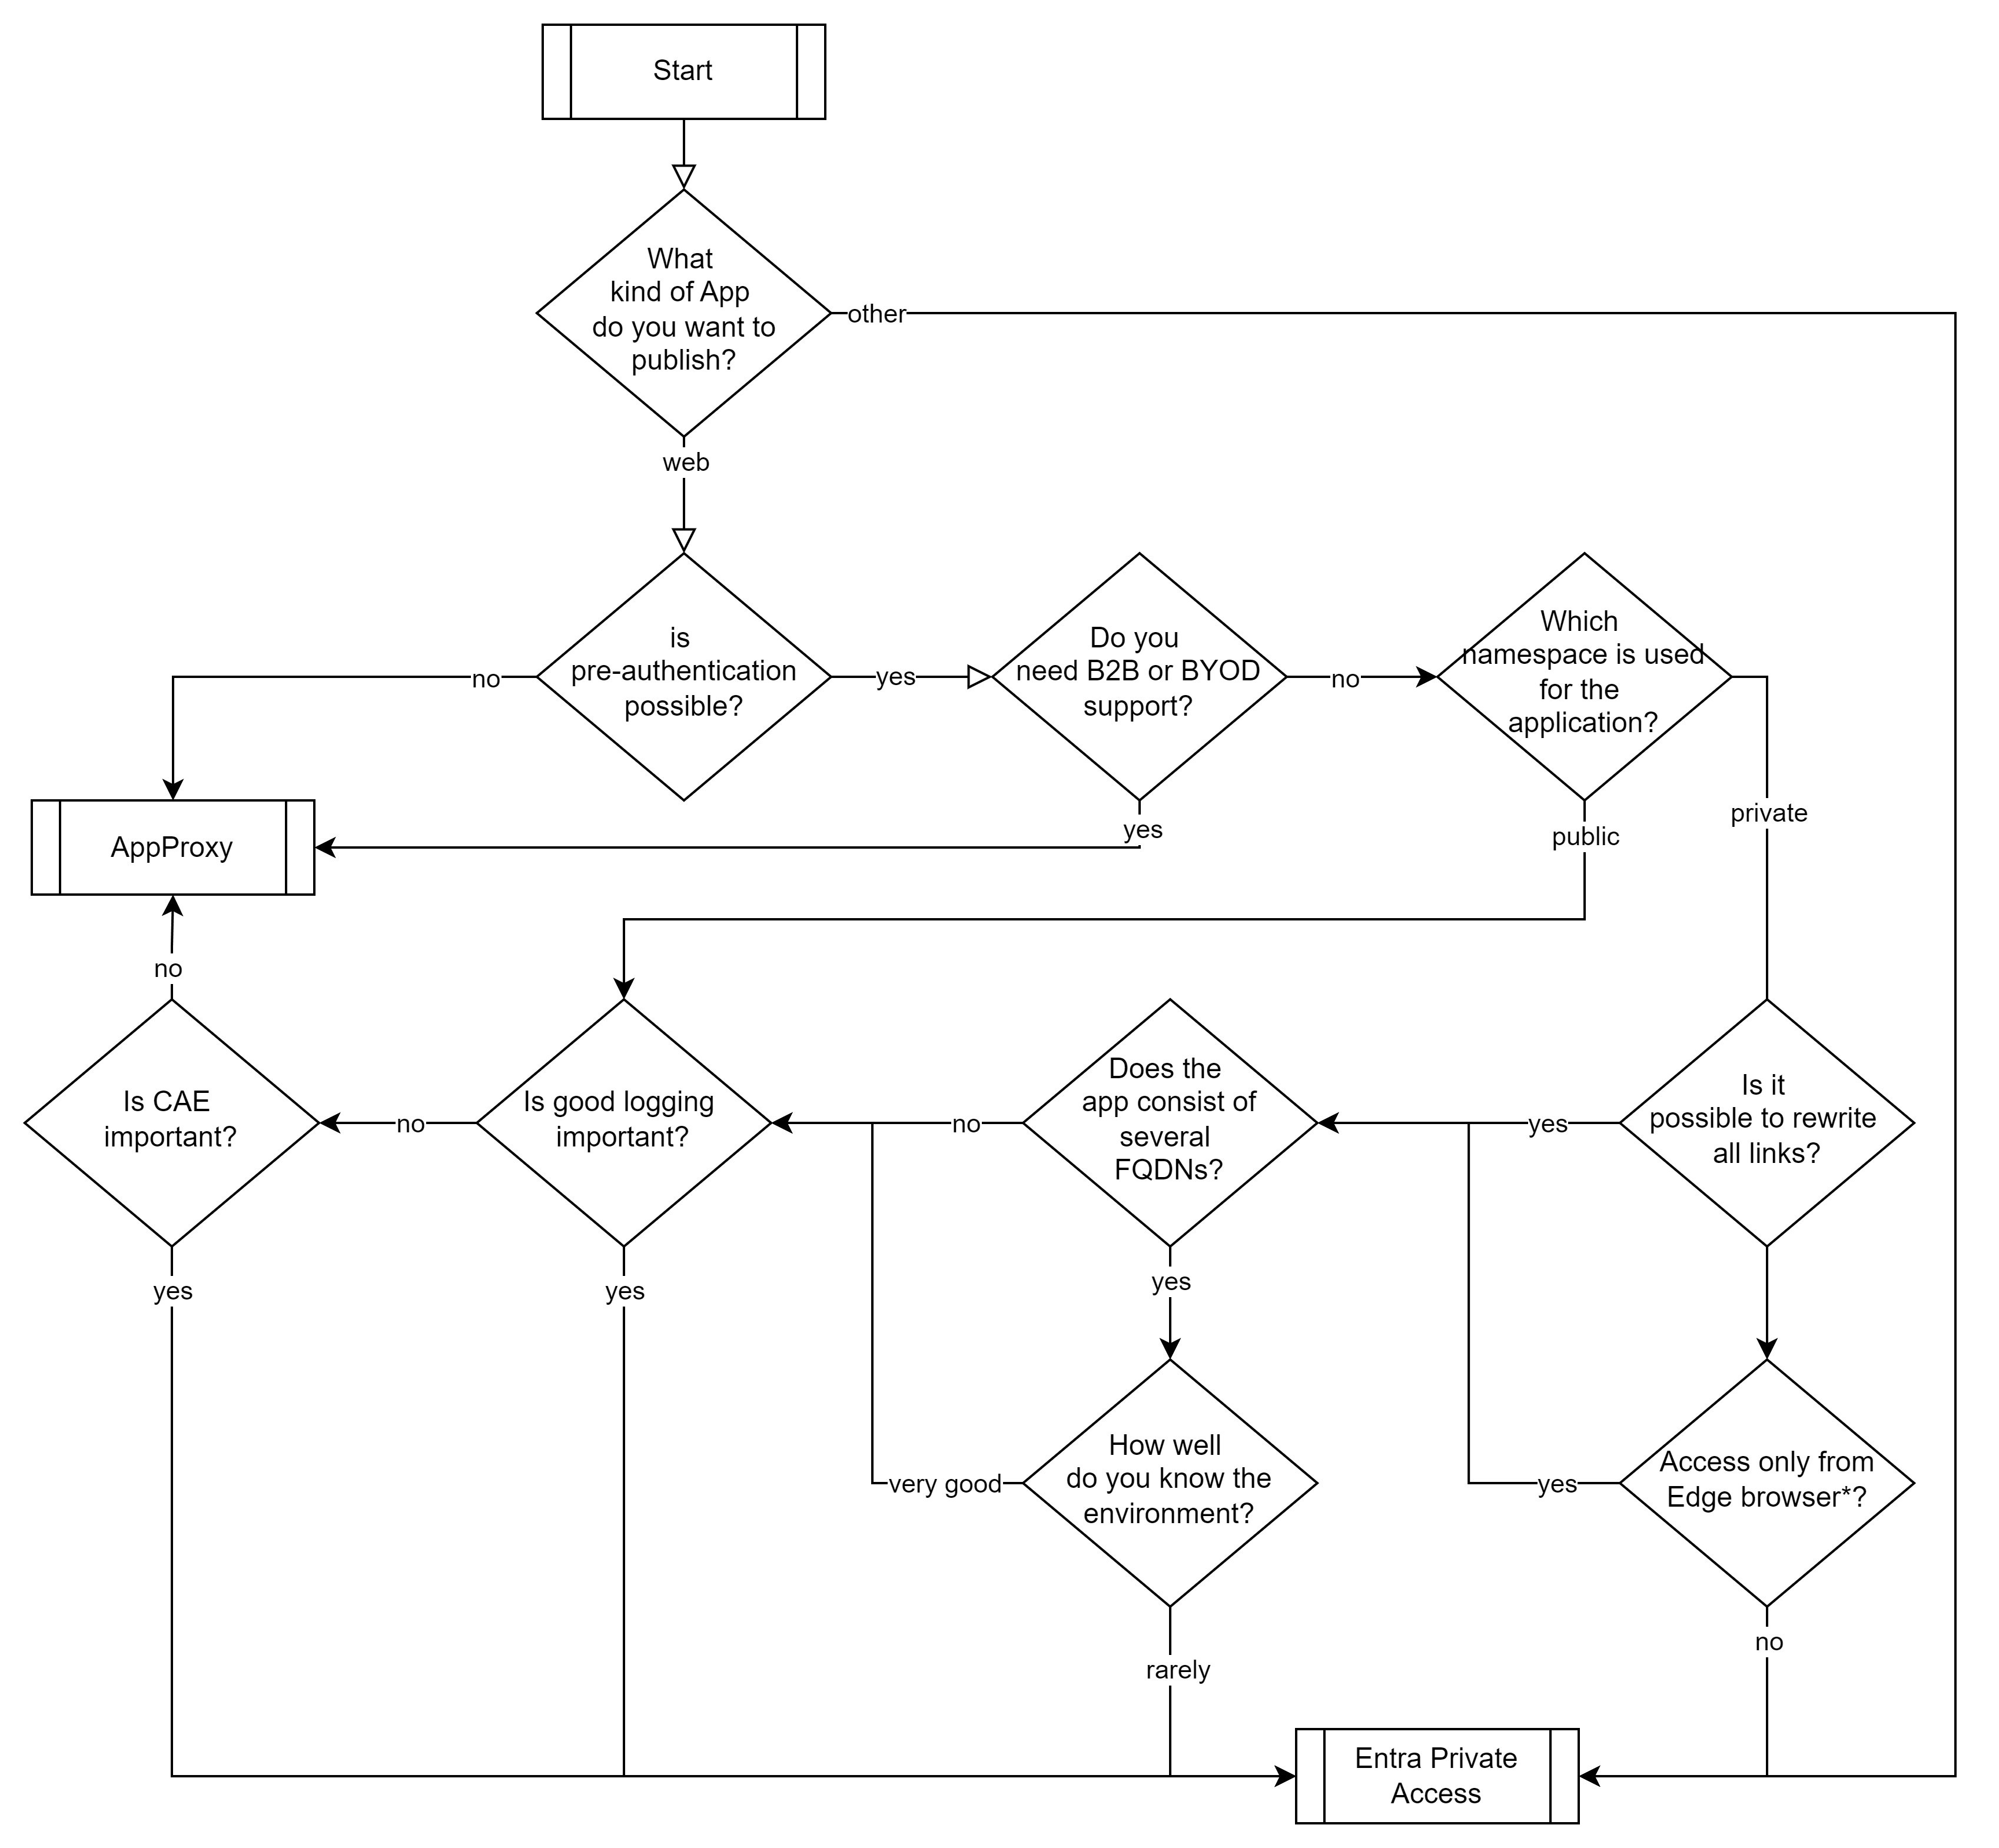 Start
What
kind of App
do you want to
publish?
other
web
is
pre-authentication
possible?
no
yes
Do you
need B2B or BYOD
support?
no
yes
Which
namespace is used
for the
application?
private
public
AppProxy
no
Is CAE
important?
yes
no
Is good logging
important?
yes
no
Does the
app consist of
several
FQDNs?
yes
yes
Is it
possible to rewrite
all links?
How well
do you know the
environment?
very good
rarely
Access only from
Edge browser*?
yes
no
Entra Private
Access